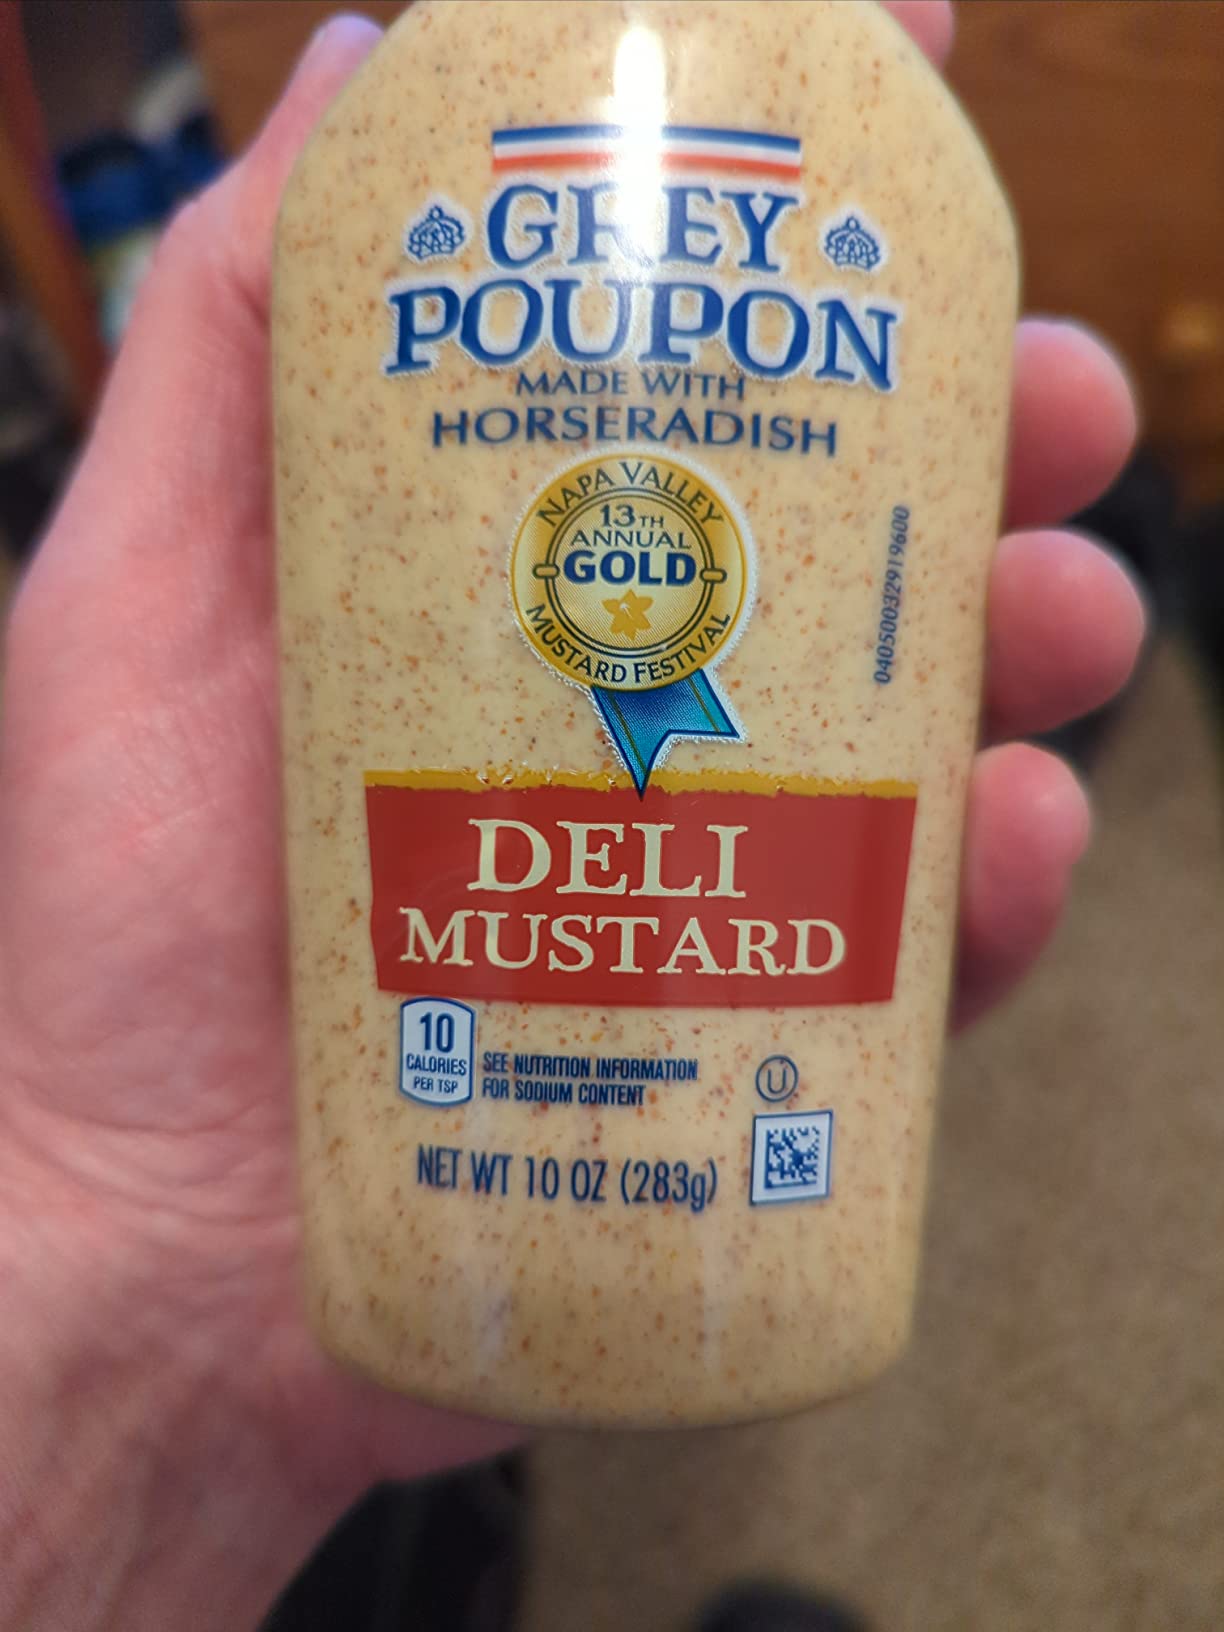 GREY
POUPON
MADE WITH
HORSERADISH
NAPA VALLEY
13TH
ANNUAL
GOLD
MUSTARD FESTIVAL
040500032919600
DELI
MUSTARD
10
CALORIES
PER TSP
SEE NUTRITION INFORMATION
FOR SODIUM CONTENT
U
NET WT 10 OZ (283g)